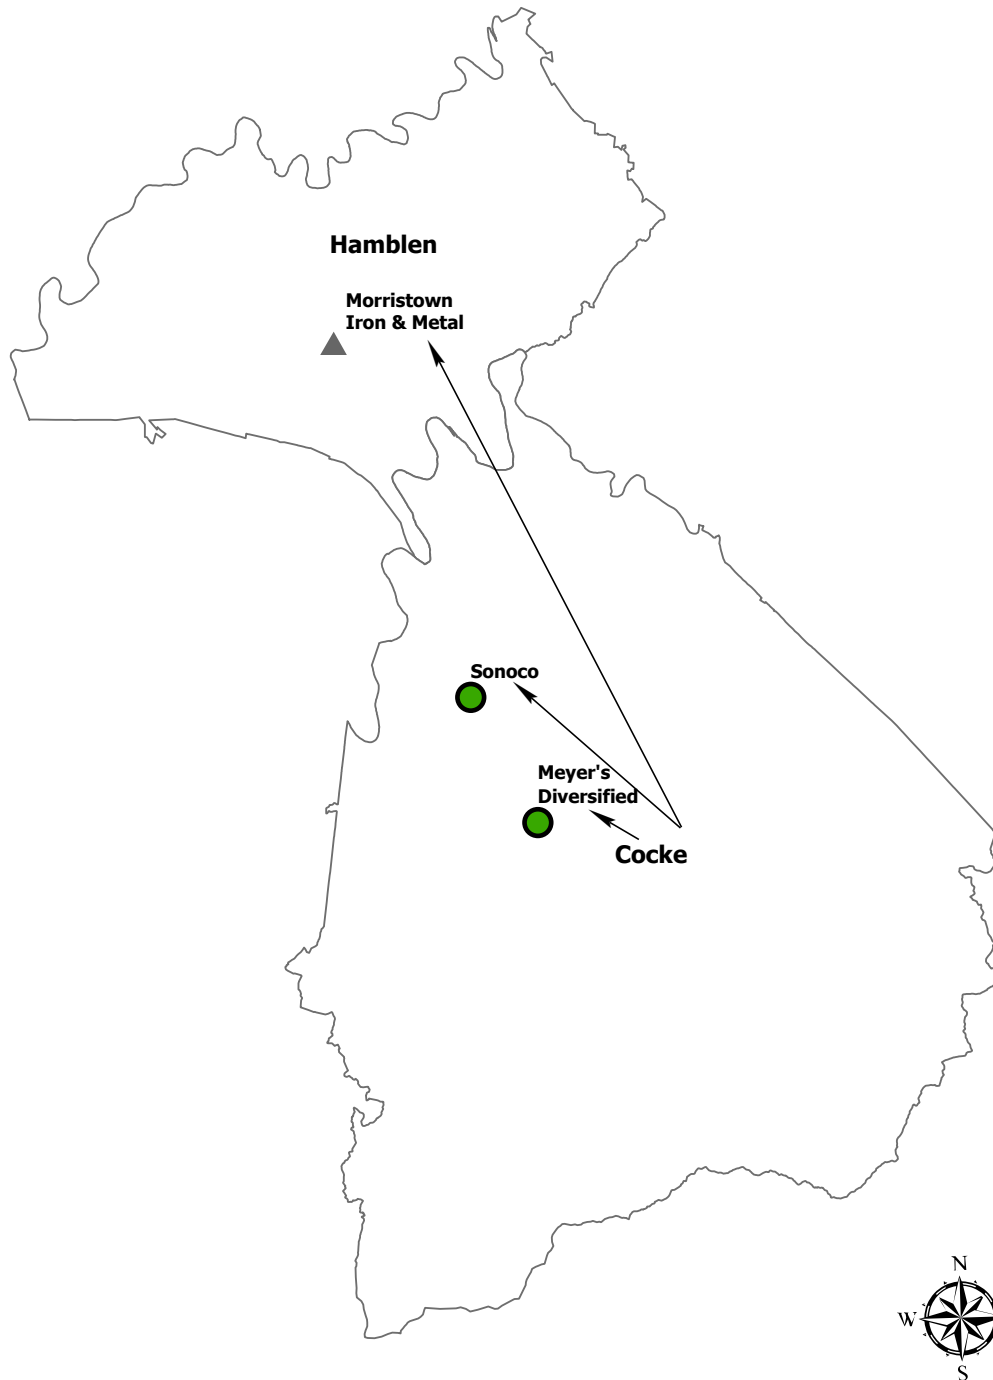 Hamblen
Morristown
Iron & Metal
Sonoco
Meyer's
Diversified
Cocke
N
W
S